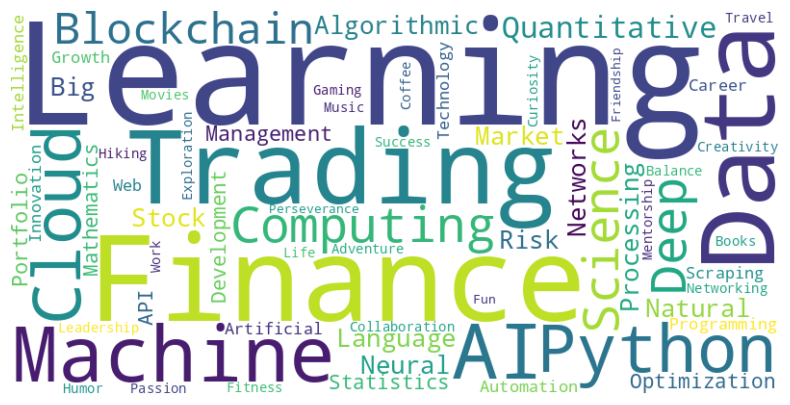 Intelligence
Blockchain
Algorithmic
Quantitative
Travel
Learning
Growth
Big
Movies
Gaming
Music
Coffee
Technology
Curiosity
Friendship
Career
Data
Cloud
Innovation
Portfolio
Mathematics
Hiking
Web
Exploration
Management
Trading
Success
Market
Networks
Science
Processing
Mentorship
Balance
Creativity
Deep
Books
Stock
Development
Perseverance
Computing
Risk
Life
Adventure
Work
API
Finance
Fun
Scraping
Networking
Natural
Programming
Leadership
Machine
Artificial
Collaboration
Language
Neural
Statistics
AI
Python
Humor
Passion
Fitness
Automation
Optimization